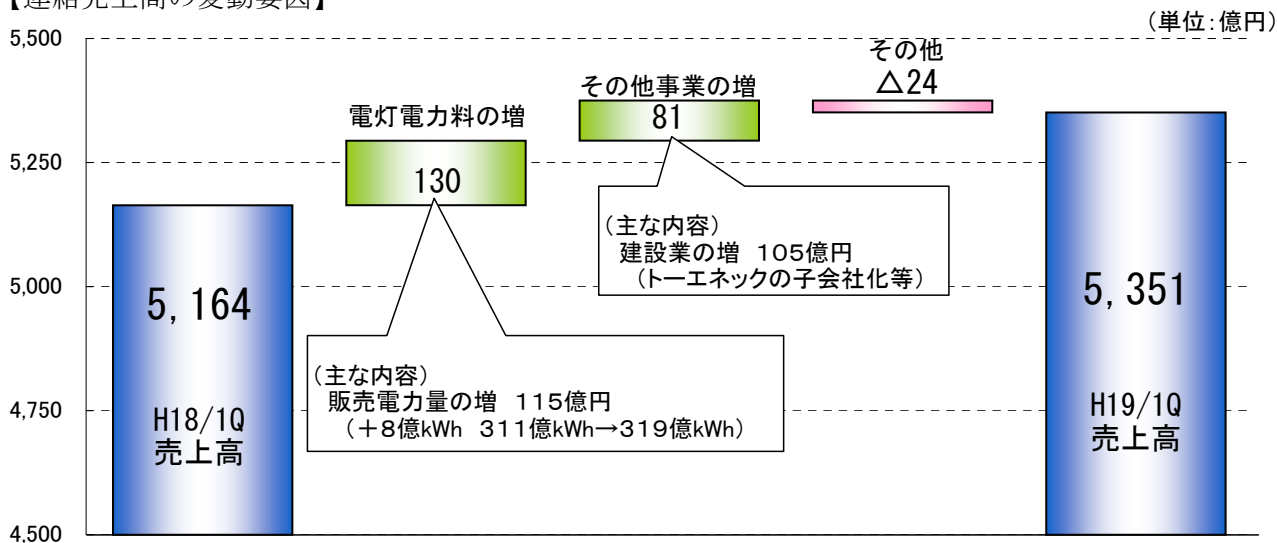 【連結売上高の変動要因】
（単位：億円）
5,500
5,250
5,000
4,750
4,500
5,164
H18/1Q
売上高
電灯電力料の増
130
（主な内容）
販売電力量の増 115億円
（＋8億kWh 311億kWh→319億kWh）
その他事業の増
81
（主な内容）
建設業の増 105億円
（トーエネックの子会社化等）
その他
△24
5,351
H19/1Q
売上高